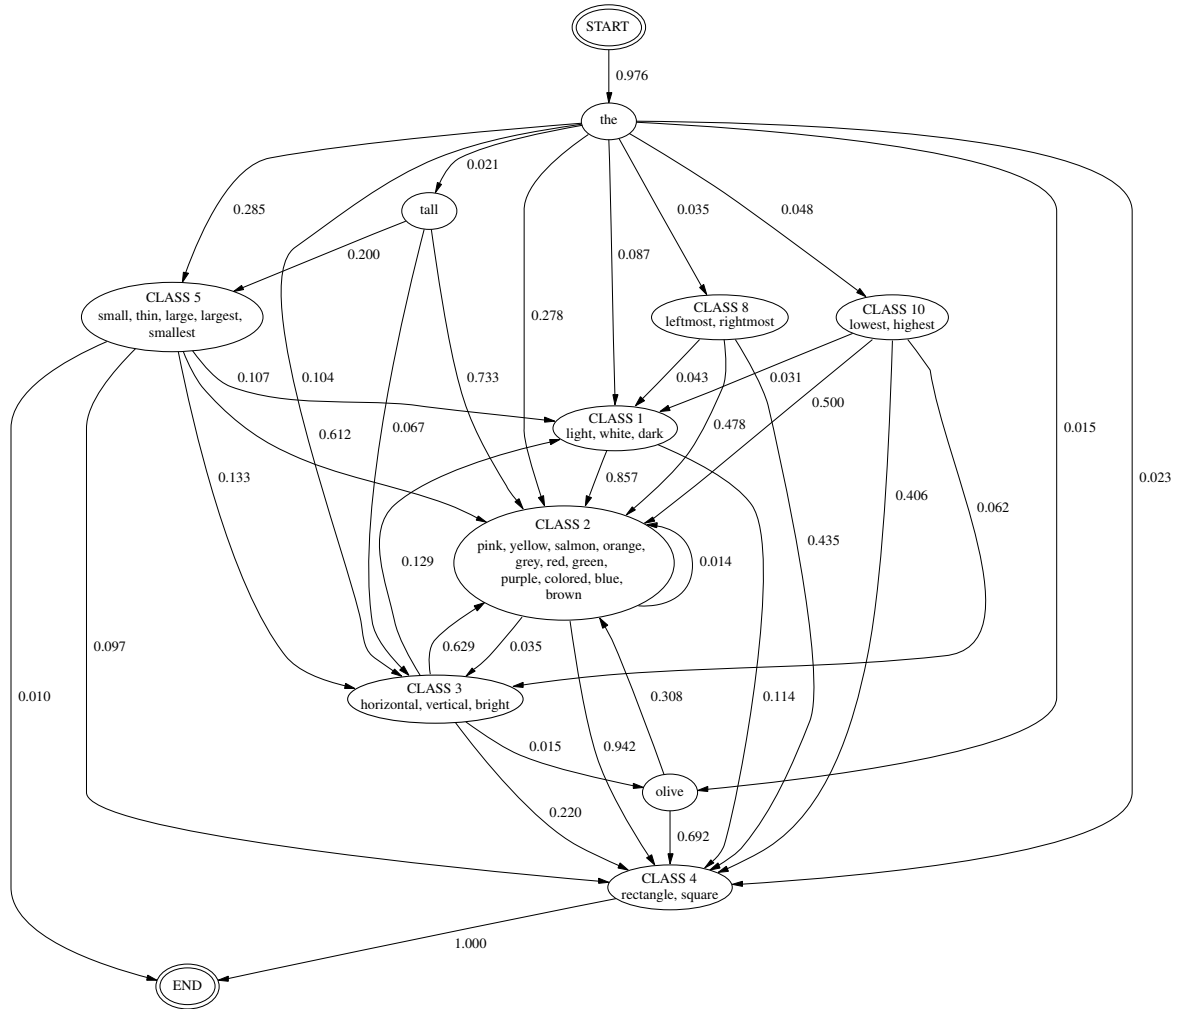 START
0.976
the
0.021
tall
0.285
0.035
0.048
0.200
0.087
CLASS 5
small, thin, large, largest,
smallest
CLASS 8
leftmost, rightmost
CLASS 10
lowest, highest
0.278
0.107
0.104
0.733
0.043
0.031
0.500
CLASS 1
light, white, dark
0.612
0.067
0.478
0.015
0.133
0.857
0.023
0.406
0.062
CLASS 2
pink, yellow, salmon, orange,
grey, red, green,
purple, colored, blue,
brown
0.435
0.129
0.014
0.097
0.629
0.035
CLASS 3
horizontal, vertical, bright
0.010
0.308
0.114
0.015
0.942
olive
0.220
0.692
CLASS 4
rectangle, square
1.000
END